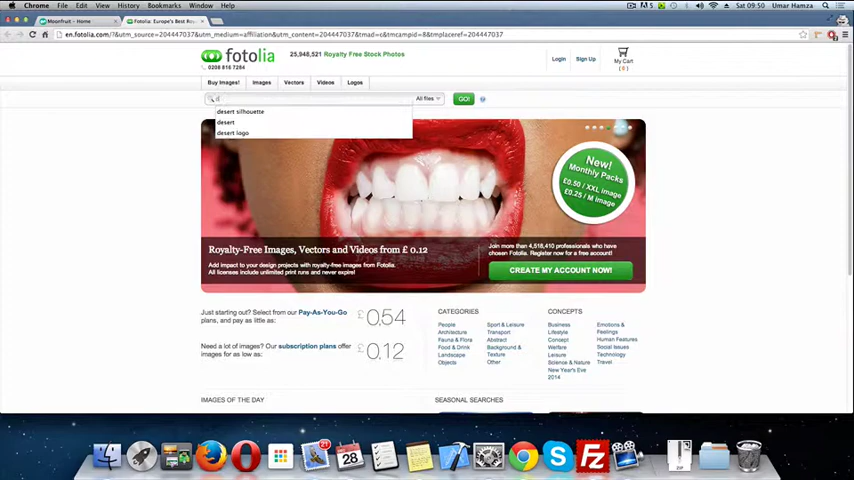 Chrome File Edit View History Bookmarks Window Help Sat 09:50 Umar Hamza
Moonfruit – Home Fotolia: Europe's Best Ro
en.fotolia.com/?utm_source=204447037&utm_medium=affiliation&utm_content=204447037&tmad=c&tmcampid=8&tmplaceref=204447037
fotolia
0208 816 7284
25,948,521 Royalty Free Stock Photos
Login Sign Up My Cart
( 0 )
Buy Images! Images Vectors Videos Logos
All files GO!
desert silhouette
desert
desert logo
New!
Monthly Packs
£0.50 / XXL image
£0.25 / M image
Royalty-Free Images, Vectors and Videos from £ 0.12
Add impact to your design projects with royalty-free images from Fotolia.
All licenses include unlimited print runs and never expire!
Join more than 4,518,410 professionals who have
chosen Fotolia. Register now for a free account!
CREATE MY ACCOUNT NOW!
Just starting out? Select from our Pay-As-You-Go
plans, and pay as little as:
£ 0.54
Need a lot of images? Our subscription plans offer
images for as low as:
£ 0.12
CATEGORIES
People
Architecture
Fauna & Flora
Food & Drink
Landscape
Objects
Sport & Leisure
Transport
Abstract
Background &
Texture
Other
CONCEPTS
Business
Lifestyle
Concept
Welfare
Leisure
Science & Nature
New Year's Eve
2014
Emotions &
Feelings
Human Features
Social Issues
Technology
Travel
IMAGES OF THE DAY
SEASONAL SEARCHES
21
28
ZIP